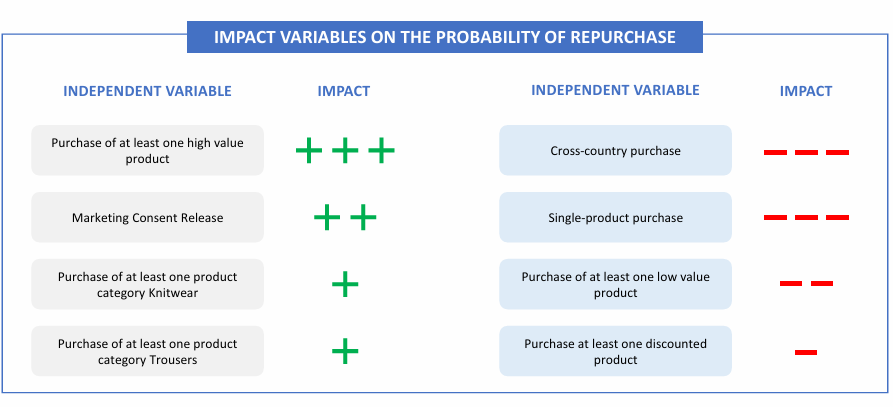 IMPACT VARIABLES ON THE PROBABILITY OF REPURCHASE
INDEPENDENT VARIABLE
IMPACT
Purchase of at least one high value
product
+++
Marketing Consent Release
++
Purchase of at least one product
category Knitwear
+
Purchase of at least one product
category Trousers
+
INDEPENDENT VARIABLE
IMPACT
Cross-country purchase
– – –
Single-product purchase
– – –
Purchase of at least one low value
product
– –
Purchase at least one discounted
product
–